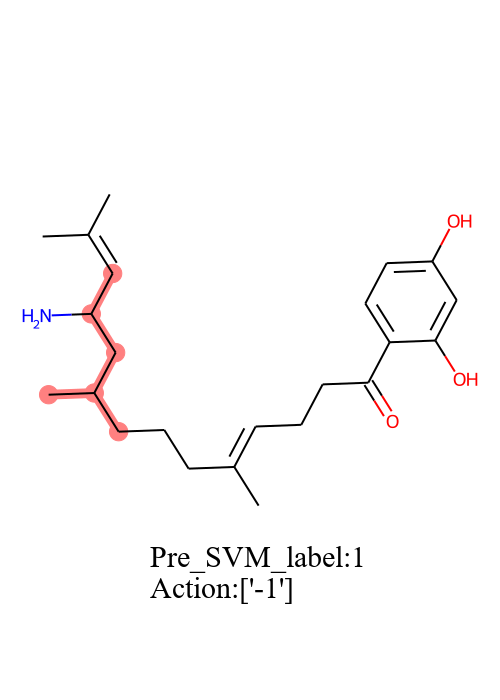 OH
H2N
OH
O
Pre_SVM_label:1
Action:['-1']